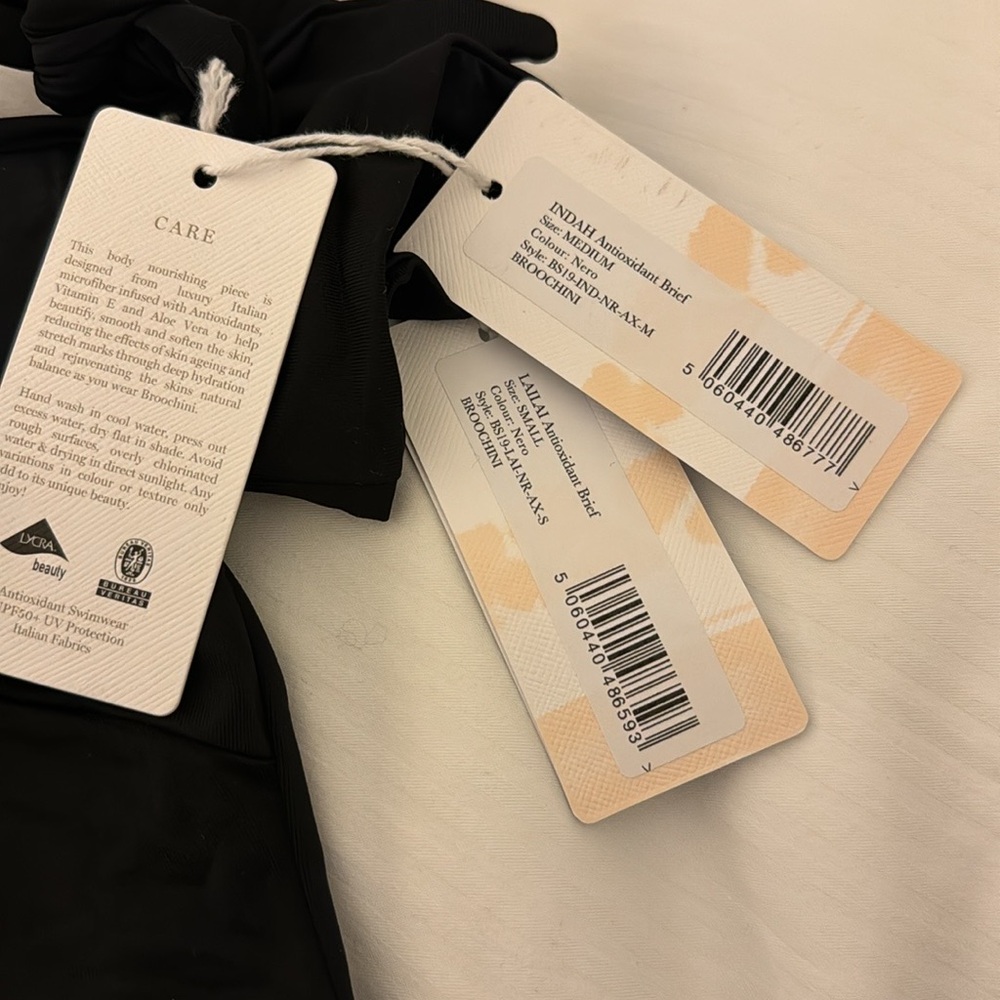 CARE
This body nourishing piece is
designed from luxury Italian
microfiber infused with Antioxidants,
Vitamin E and Aloe Vera to help
beautify, smooth and soften the skin,
reducing the effects of skin ageing and
stretch marks through deep hydration
and rejuvenating the skins natural
balance as you wear Broochini.
Hand wash in cool water, press out
excess water, dry flat in shade. Avoid
rough surfaces, overly chlorinated
water & drying in direct sunlight. Any
variations in colour or texture only
dd to its unique beauty.
njoy!
LYCRA
beauty
BUREAU VERITAS
1828
BUREAU
VERITAS
Antioxidant Swimwear
UPF50+ UV Protection
Italian Fabrics
INDAH Antioxidant Brief
Size: MEDIUM
Colour: Nero
Style: BS19-IND-NR-AX-M
BROOCHINI
5 060440 486777 >
LAILAI Antioxidant Brief
Size: SMALL
Colour: Nero
Style: BS19-LAI-NR-AX-S
BROOCHINI
5 060440 486593 >